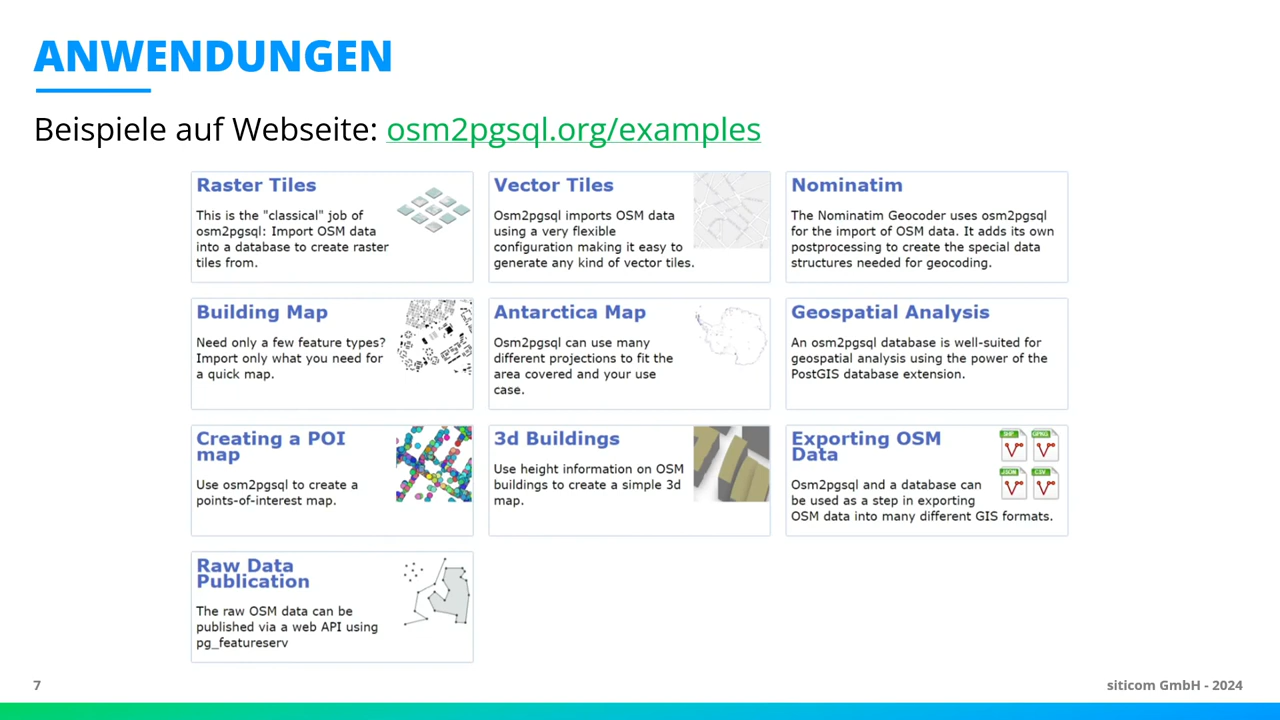 ANWENDUNGEN
Beispiele auf Webseite: osm2pgsql.org/examples
Raster Tiles
This is the "classical" job of
osm2pgsql: Import OSM data
into a database to create raster
tiles from.
Vector Tiles
Osm2pgsql imports OSM data
using a very flexible
configuration making it easy to
generate any kind of vector tiles.
Nominatim
The Nominatim Geocoder uses osm2pgsql
for the import of OSM data. It adds its own
postprocessing to create the special data
structures needed for geocoding.
Building Map
Need only a few feature types?
Import only what you need for
a quick map.
Antarctica Map
Osm2pgsql can use many
different projections to fit the
area covered and your use
case.
Geospatial Analysis
An osm2pgsql database is well-suited for
geospatial analysis using the power of the
PostGIS database extension.
Creating a POI
map
Use osm2pgsql to create a
points-of-interest map.
3d Buildings
Use height information on OSM
buildings to create a simple 3d
map.
Exporting OSM
Data
SHP
GPKG
JSON
CSV
Osm2pgsql and a database can
be used as a step in exporting
OSM data into many different GIS formats.
Raw Data
Publication
The raw OSM data can be
published via a web API using
pg_featureserv
7
siticom GmbH - 2024